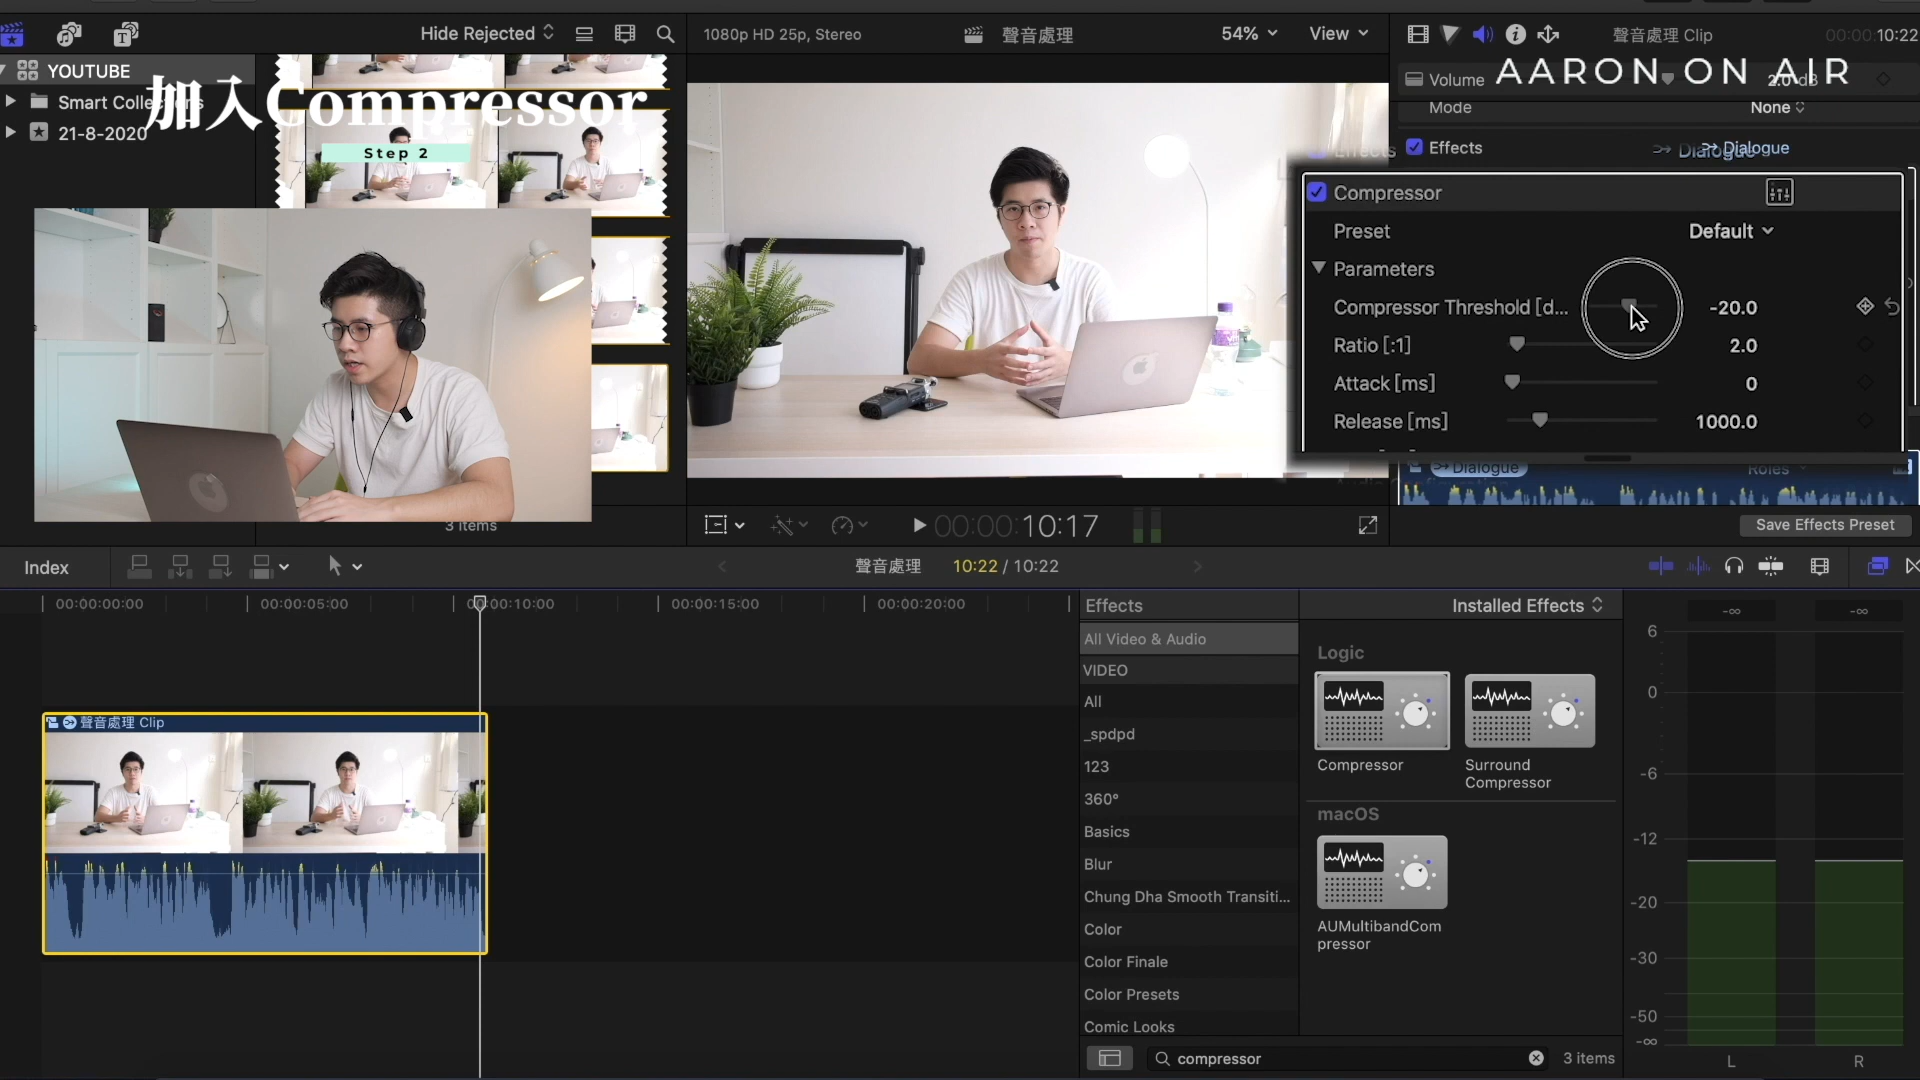 Hide Rejected
1080p HD 25p, Stereo
聲音處理
54%
View
聲音處理 Clip
00:00:10:22
YOUTUBE
Smart Colle
21-8-2020
加入Compressor
Step 2
AARON ON AIR
Volume
2.0 dB
Mode
None
Effects
Dialogue
Compressor
Preset
Default
Parameters
Compressor Threshold [d...
-20.0
Ratio [:1]
2.0
Attack [ms]
0
Release [ms]
1000.0
Dialogue
Roles
3 items
00:00:10:17
Save Effects Preset
Index
聲音處理
10:22 / 10:22
00:00:00:00
00:00:05:00
00:00:10:00
00:00:15:00
00:00:20:00
聲音處理 Clip
Effects
Installed Effects
All Video & Audio
VIDEO
All
_spdpd
123
360°
Basics
Blur
Chung Dha Smooth Transiti...
Color
Color Finale
Color Presets
Comic Looks
Logic
Compressor
Surround
Compressor
macOS
AUMultibandCom
pressor
compressor
3 items
-∞
-∞
6
0
-6
-12
-20
-30
-50
-∞
L
R